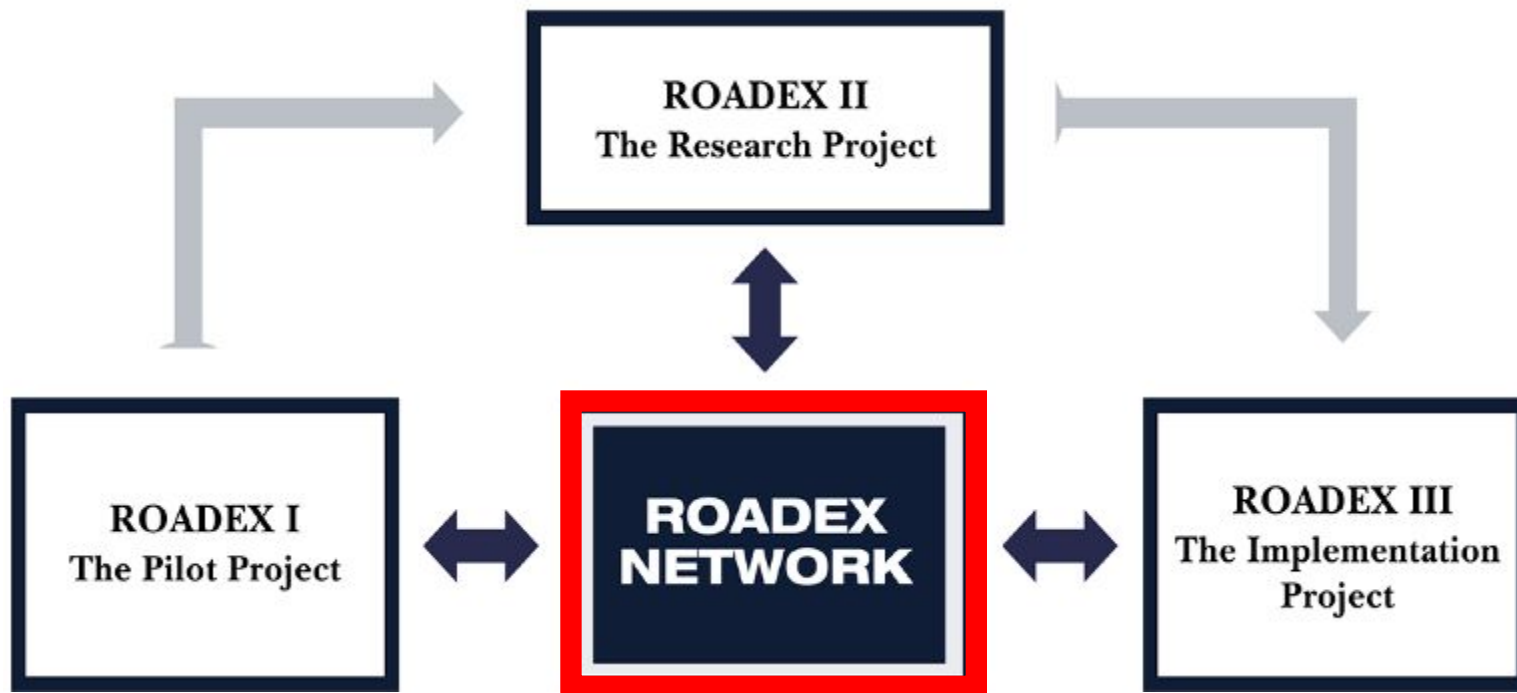 ROADEX II
The Research Project
ROADEX I
The Pilot Project
ROADEX
NETWORK
ROADEX III
The Implementation
Project